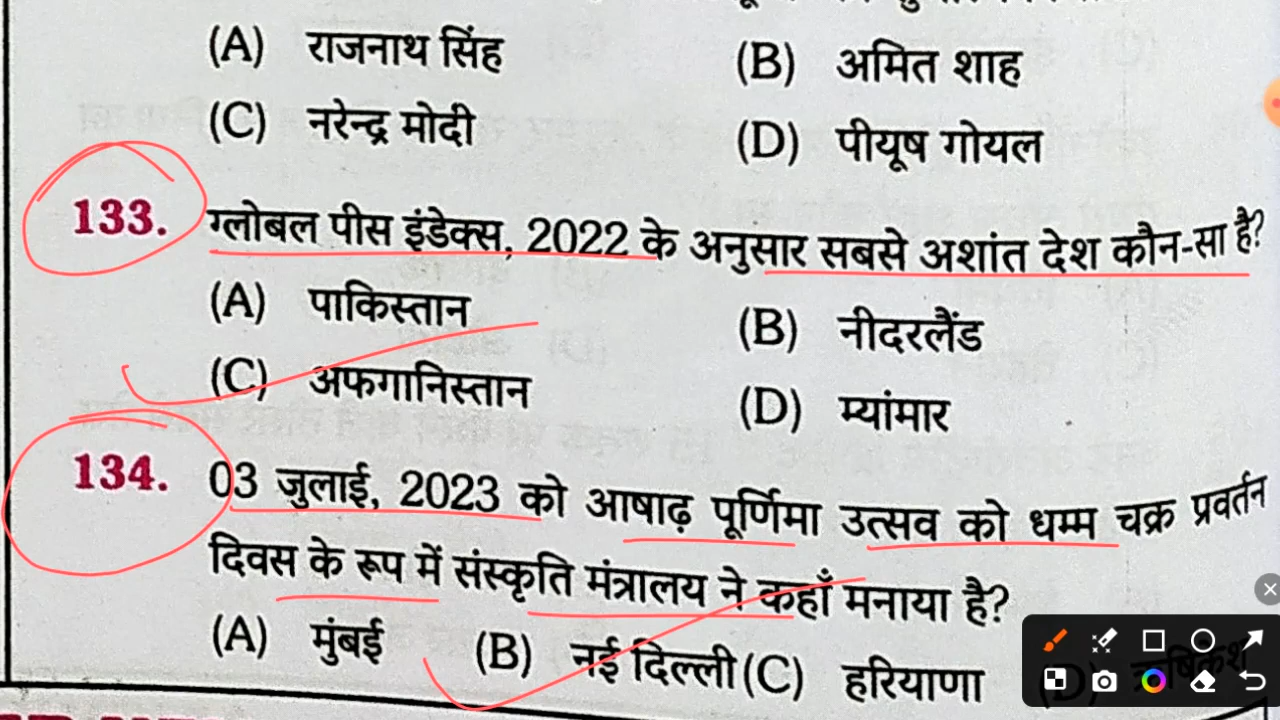 (A) राजनाथ सिंह (B) अमित शाह
(C) नरेन्द्र मोदी (D) पीयूष गोयल
133. ग्लोबल पीस इंडेक्स, 2022 के अनुसार सबसे अशांत देश कौन-सा है?
(A) पाकिस्तान (B) नीदरलैंड
(C) अफगानिस्तान (D) म्यांमार
134. 03 जुलाई, 2023 को आषाढ़ पूर्णिमा उत्सव को धम्म चक्र प्रवर्तन
दिवस के रूप में संस्कृति मंत्रालय ने कहाँ मनाया है?
(A) मुंबई (B) नई दिल्ली (C) हरियाणा (D)